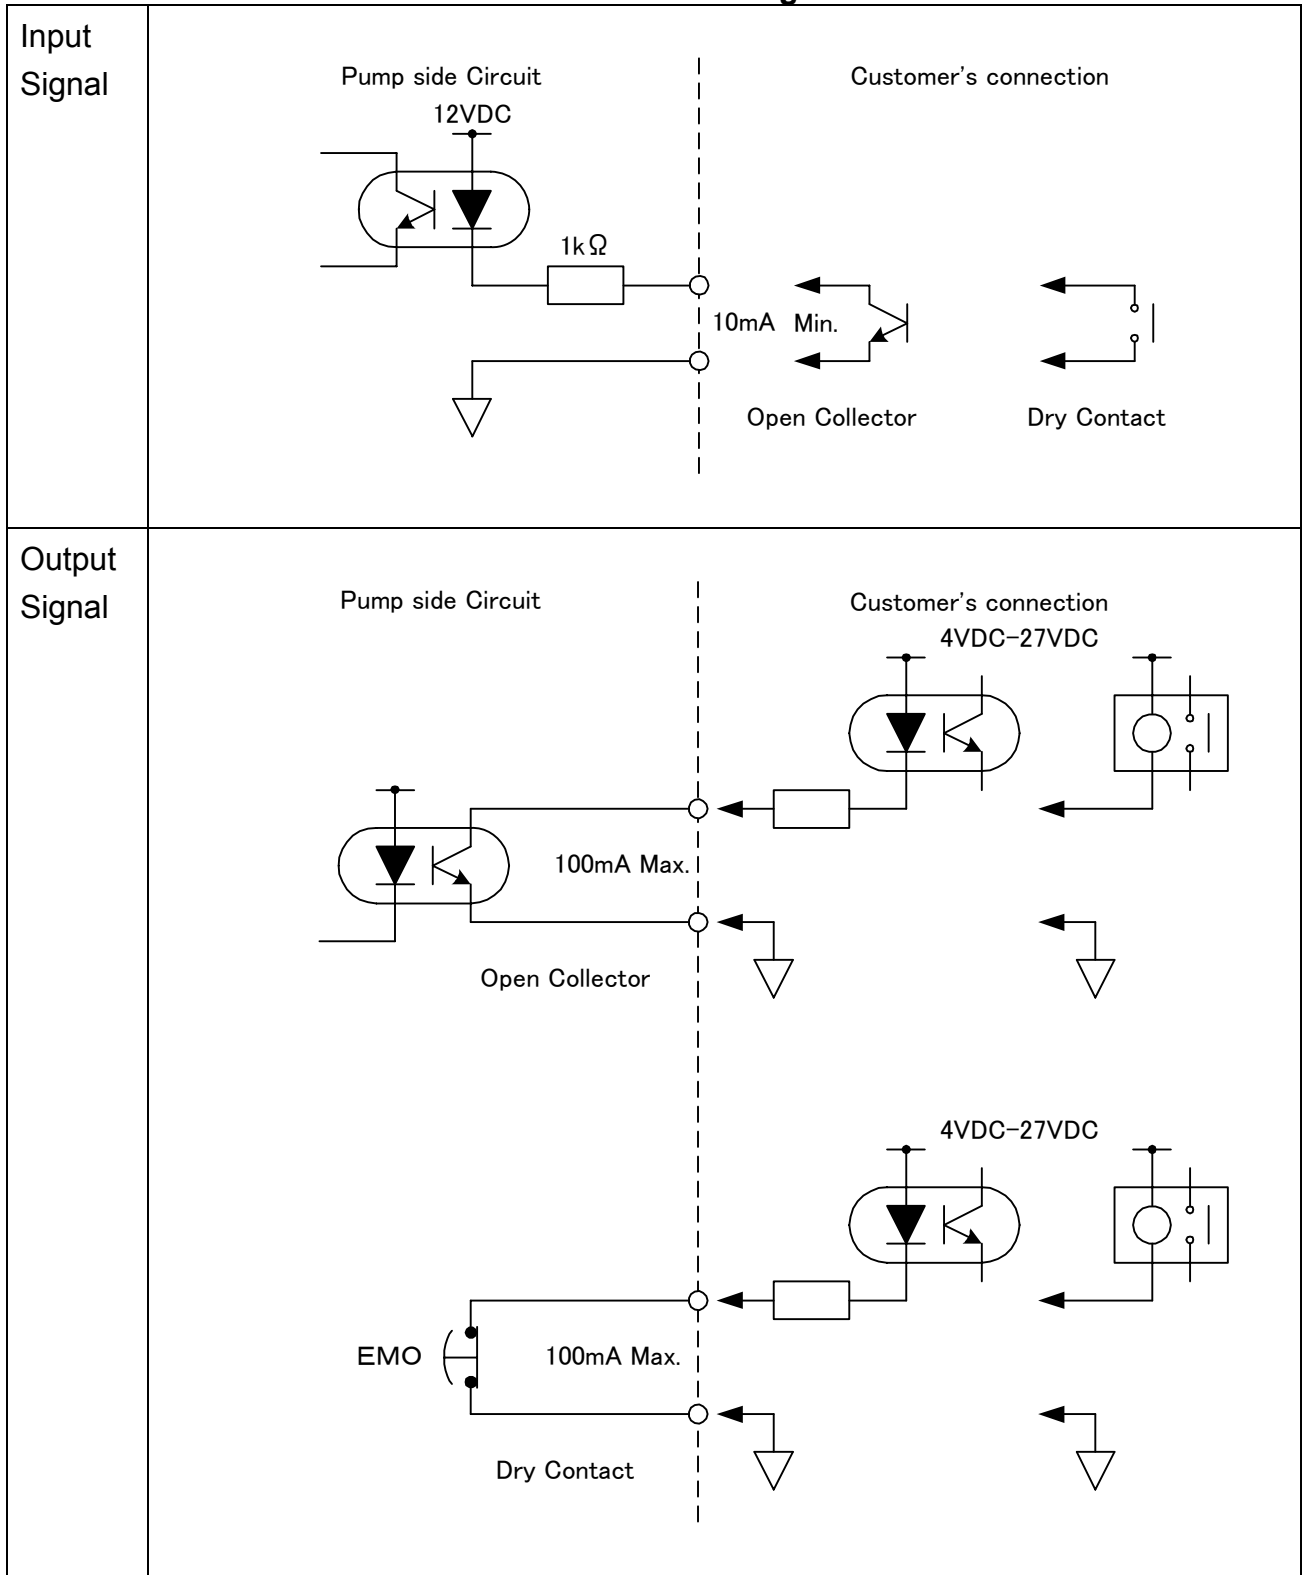 Input
Signal
Pump side Circuit
Customer's connection
12VDC
1kΩ
10mA Min.
Open Collector
Dry Contact
Output
Signal
Pump side Circuit
Customer's connection
4VDC-27VDC
100mA Max.
Open Collector
4VDC-27VDC
EMO
100mA Max.
Dry Contact